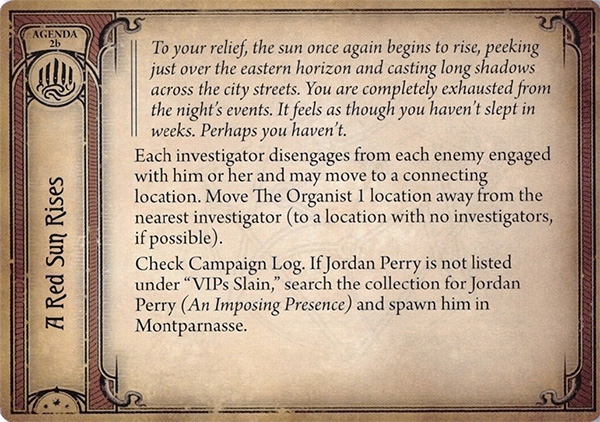 AGENDA
2b
A Red Sun Rises
To your relief, the sun once again begins to rise, peeking
just over the eastern horizon and casting long shadows
across the city streets. You are completely exhausted from
the night's events. It feels as though you haven't slept in
weeks. Perhaps you haven't.
Each investigator disengages from each enemy engaged
with him or her and may move to a connecting
location. Move The Organist 1 location away from the
nearest investigator (to a location with no investigators,
if possible).
Check Campaign Log. If Jordan Perry is not listed
under “VIPs Slain,” search the collection for Jordan
Perry (An Imposing Presence) and spawn him in
Montparnasse.